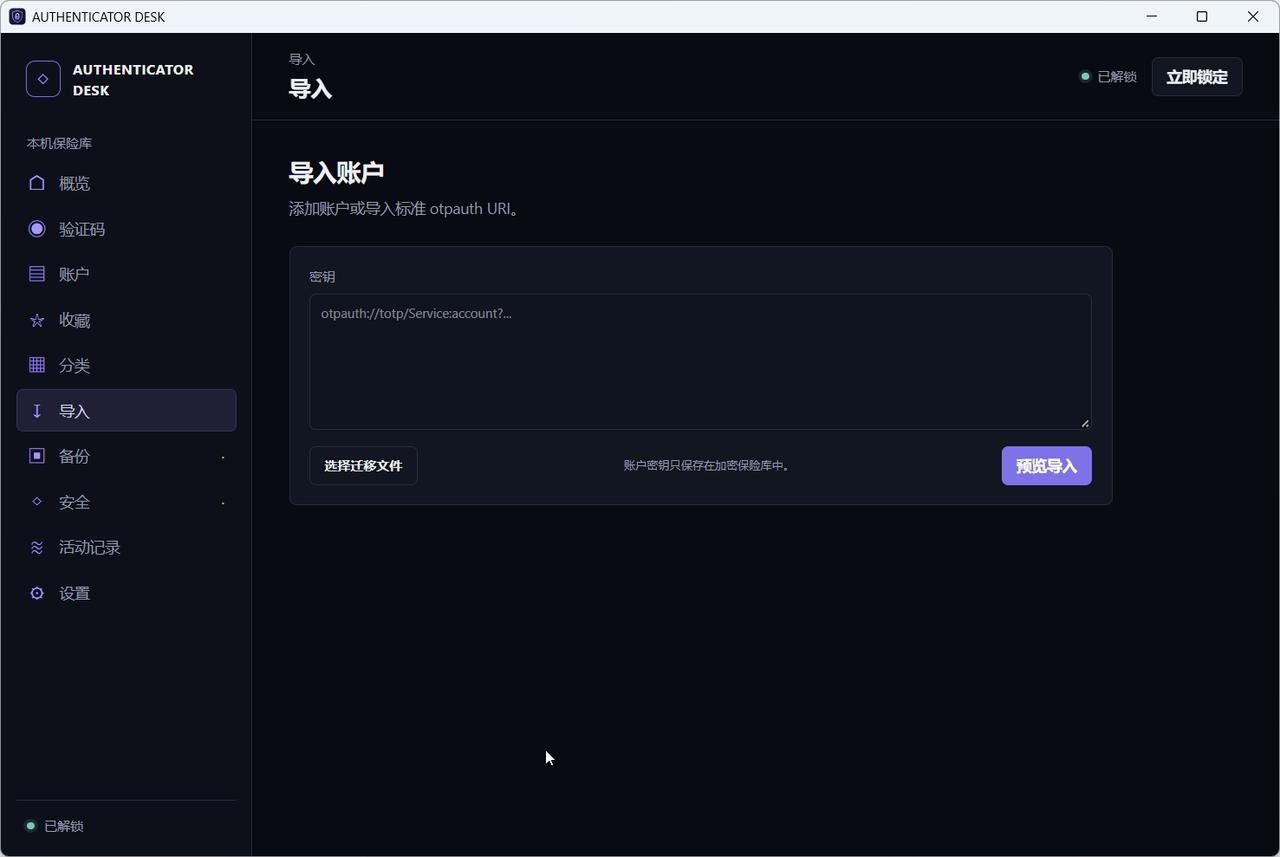 AUTHENTICATOR DESK
AUTHENTICATOR
DESK
本机保险库
概览
验证码
账户
收藏
分类
导入
备份
安全
活动记录
设置
已解锁
导入
导入
已解锁
立即锁定
导入账户
添加账户或导入标准 otpauth URI。
密钥
otpauth://totp/Service:account?...
选择迁移文件
账户密钥只保存在加密保险库中。
预览导入